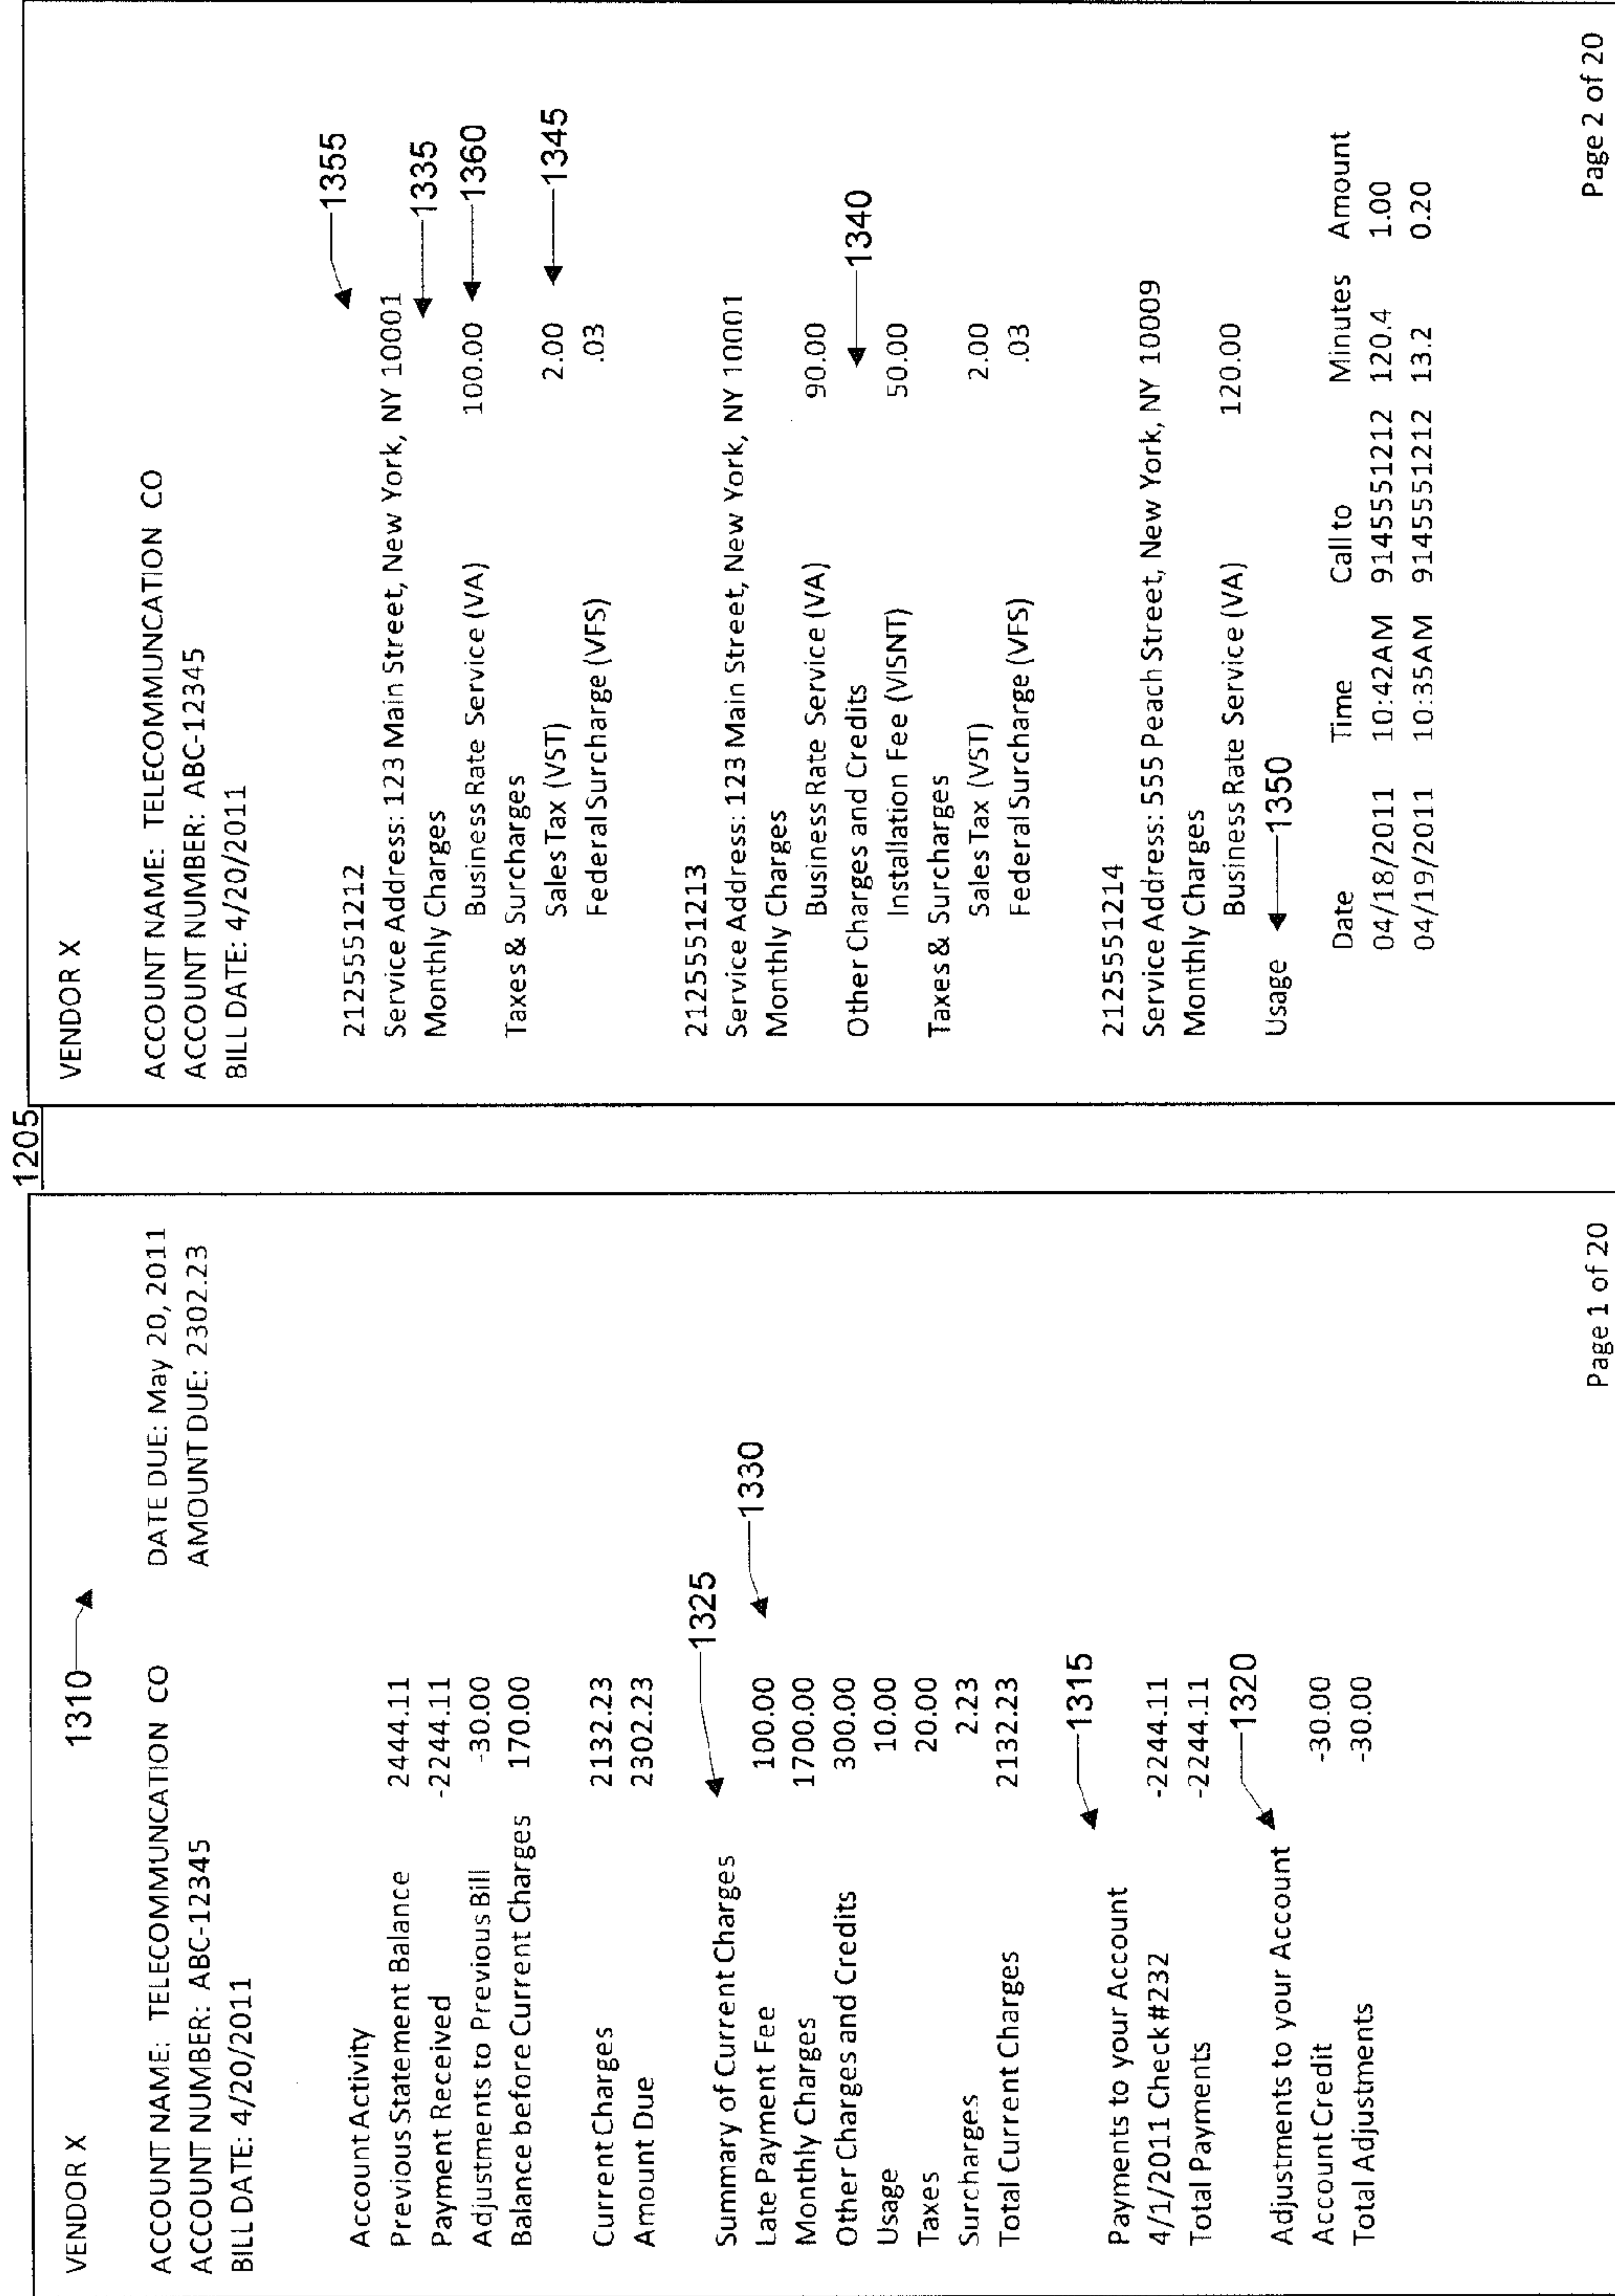 1205
VENDOR X
1310
ACCOUNT NAME: TELECOMMUNCATION CO DATE DUE: May 20, 2011
ACCOUNT NUMBER: ABC-12345 AMOUNT DUE: 2302.23
BILL DATE: 4/20/2011
Account Activity
Previous Statement Balance 2444.11
Payment Received -2244.11
Adjustments to Previous Bill -30.00
Balance before Current Charges 170.00
Current Charges 2132.23
Amount Due 2302.23
1325
Summary of Current Charges
1330
Late Payment Fee 100.00
Monthly Charges 1700.00
Other Charges and Credits 300.00
Usage 10.00
Taxes 20.00
Surcharges 2.23
Total Current Charges 2132.23
1315
Payments to your Account
4/1/2011 Check #232 -2244.11
Total Payments -2244.11
1320
Adjustments to your Account
Account Credit -30.00
Total Adjustments -30.00
Page 1 of 20
VENDOR X
ACCOUNT NAME: TELECOMMUNCATION CO
ACCOUNT NUMBER: ABC-12345
BILL DATE: 4/20/2011
1355
2125551212
Service Address: 123 Main Street, New York, NY 10001
Monthly Charges 1335
Business Rate Service (VA) 100.00 1360
Taxes & Surcharges
Sales Tax (VST) 2.00 1345
Federal Surcharge (VFS) .03
2125551213
Service Address: 123 Main Street, New York, NY 10001
Monthly Charges
Business Rate Service (VA) 90.00
Other Charges and Credits 1340
Installation Fee (VISNT) 50.00
Taxes & Surcharges
Sales Tax (VST) 2.00
Federal Surcharge (VFS) .03
2125551214
Service Address: 555 Peach Street, New York, NY 10009
Monthly Charges
Business Rate Service (VA) 120.00
Usage 1350
Date Time Call to Minutes Amount
04/18/2011 10:42AM 9145551212 120.4 1.00
04/19/2011 10:35AM 9145551212 13.2 0.20
Page 2 of 20